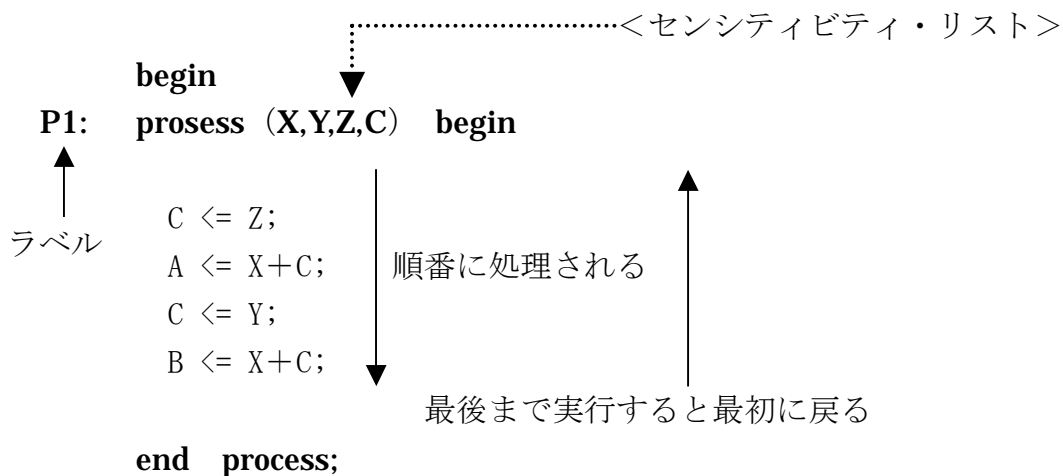 ＜センシティビティ・リスト＞
begin
P1: prosess （X,Y,Z,C） begin
C <= Z;
ラベル
A <= X＋C; 順番に処理される
C <= Y;
B <= X＋C;
最後まで実行すると最初に戻る
end process;